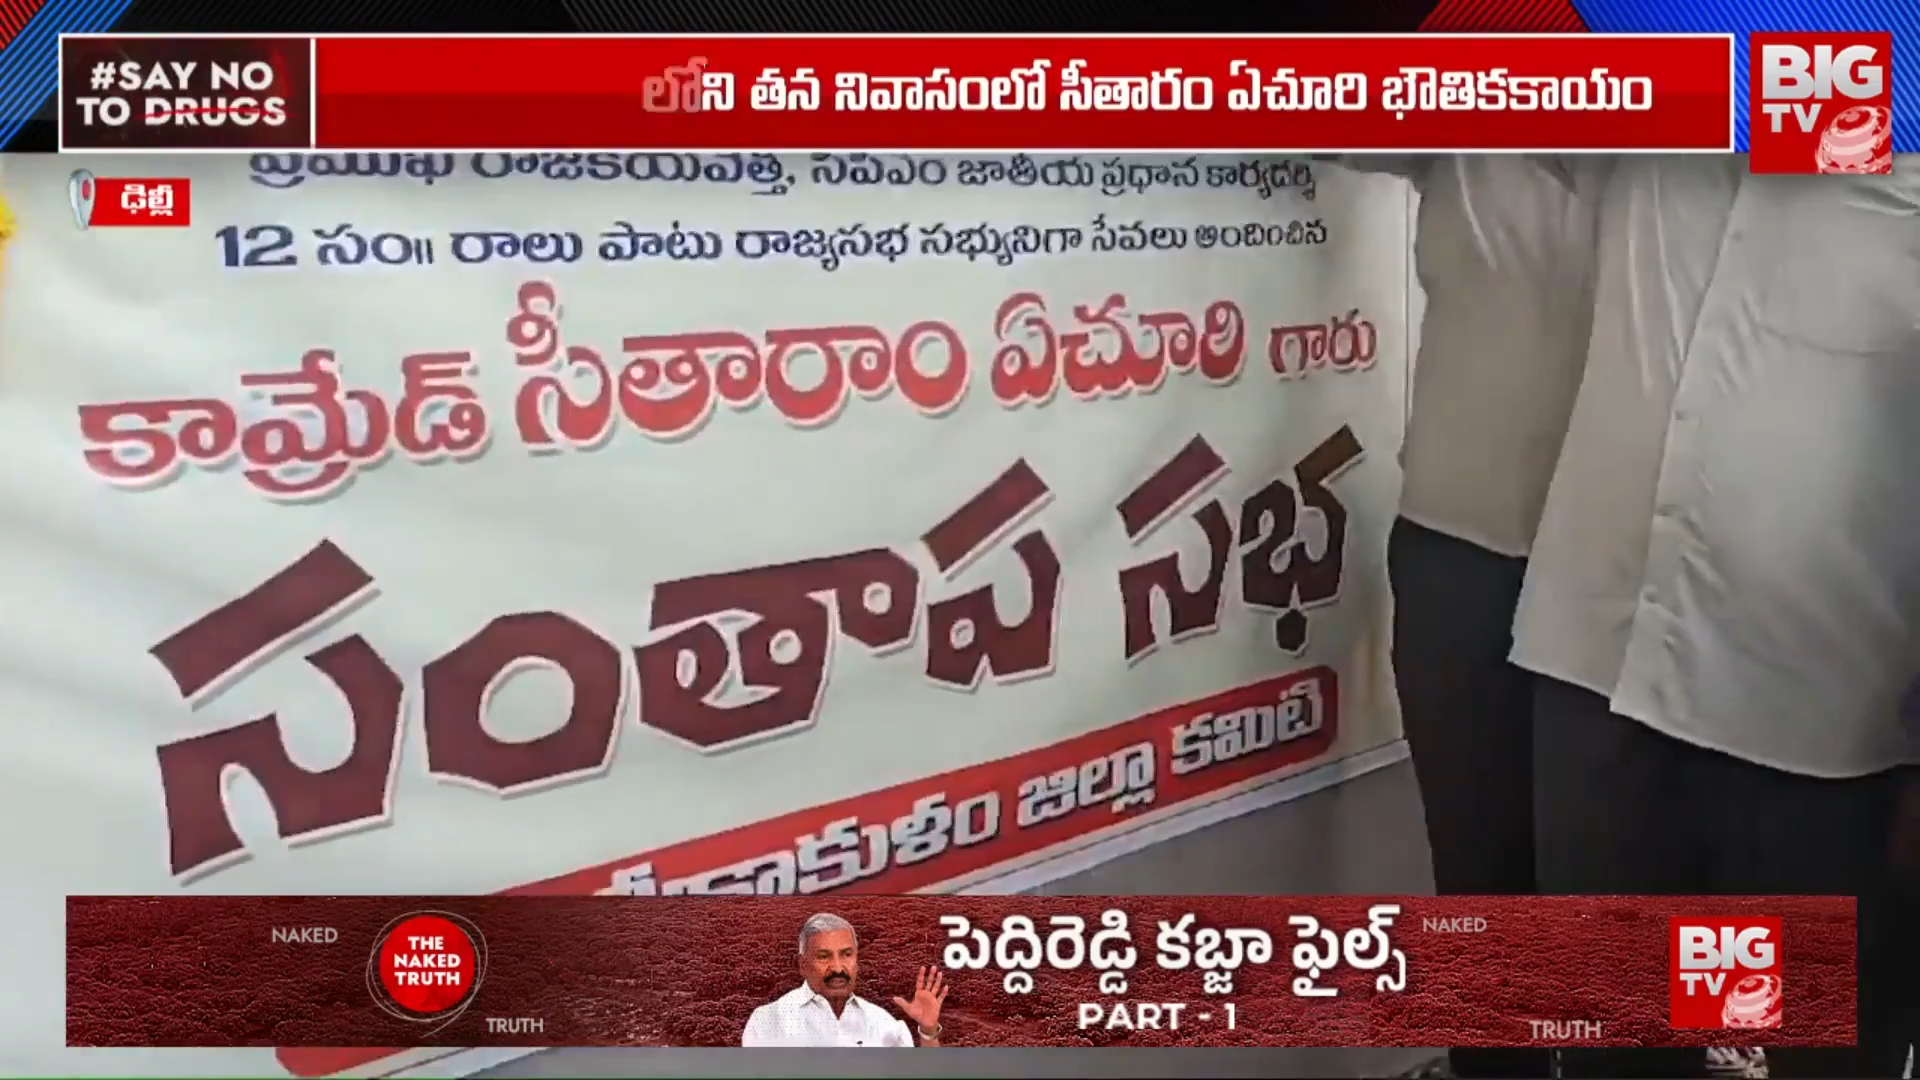 #SAY NO
TO DRUGS
లోని తన నివాసంలో సీతారం ఏచూరి భౌతికకాయం
BIG
TV
ఢిల్లీ
ప్రముఖ రాజకీయవేత్త, సిపిఎం జాతీయ ప్రధాన కార్యదర్శి
12 సం॥ రాలు పాటు రాజ్యసభ సభ్యునిగా సేవలు అందించిన
కామ్రేడ్ సీతారాం ఏచూరి గారు
సంతాప సభ
శ్రీకాకుళం జిల్లా కమిటీ
NAKED
THE
NAKED
TRUTH
TRUTH
పెద్దిరెడ్డి కబ్జా ఫైల్స్
PART - 1
NAKED
TRUTH
BIG
TV